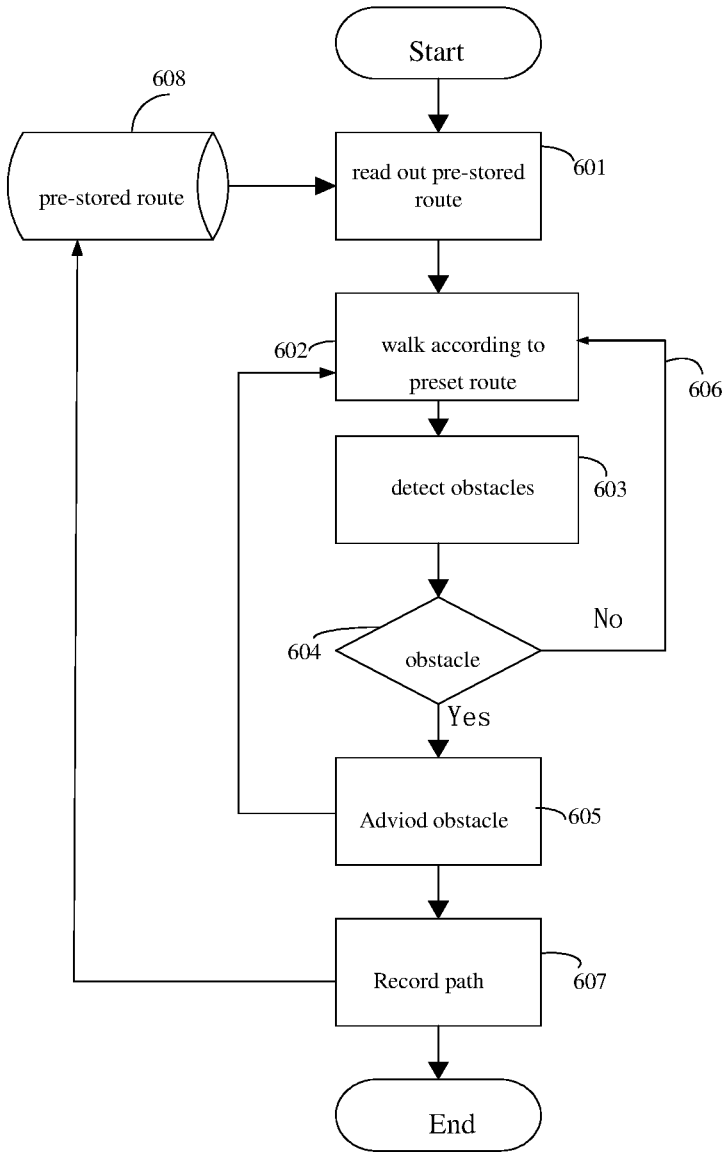 Start
608
read out pre-stored
route
601
pre-stored route
602
walk according to
preset route
606
detect obstacles
603
No
604
obstacle
Yes
Adviod obstacle
605
Record path
607
End